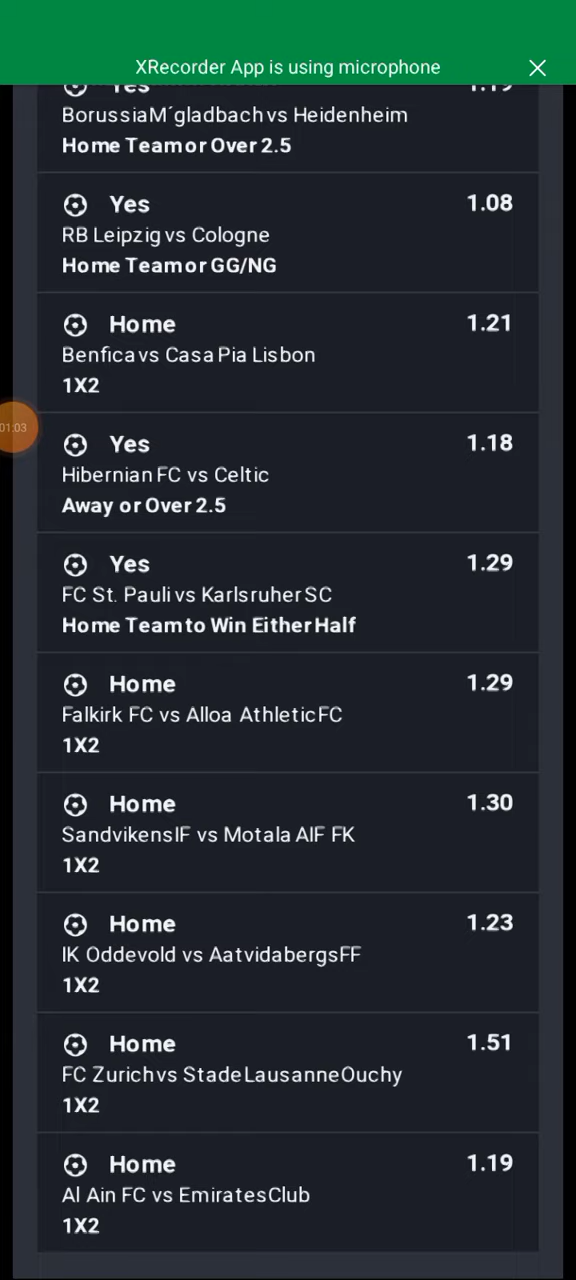 XRecorder App is using microphone
Yes
1.19
BorussiaM´gladbach vs Heidenheim
Home Team or Over 2.5
Yes
1.08
RB Leipzig vs Cologne
Home Team or GG/NG
Home
1.21
Benfica vs Casa Pia Lisbon
1X2
01:03
Yes
1.18
Hibernian FC vs Celtic
Away or Over 2.5
Yes
1.29
FC St. Pauli vs Karlsruher SC
Home Team to Win Either Half
Home
1.29
Falkirk FC vs Alloa Athletic FC
1X2
Home
1.30
Sandvikens IF vs Motala AIF FK
1X2
Home
1.23
IK Oddevold vs Aatvidabergs FF
1X2
Home
1.51
FC Zurich vs Stade Lausanne Ouchy
1X2
Home
1.19
Al Ain FC vs Emirates Club
1X2